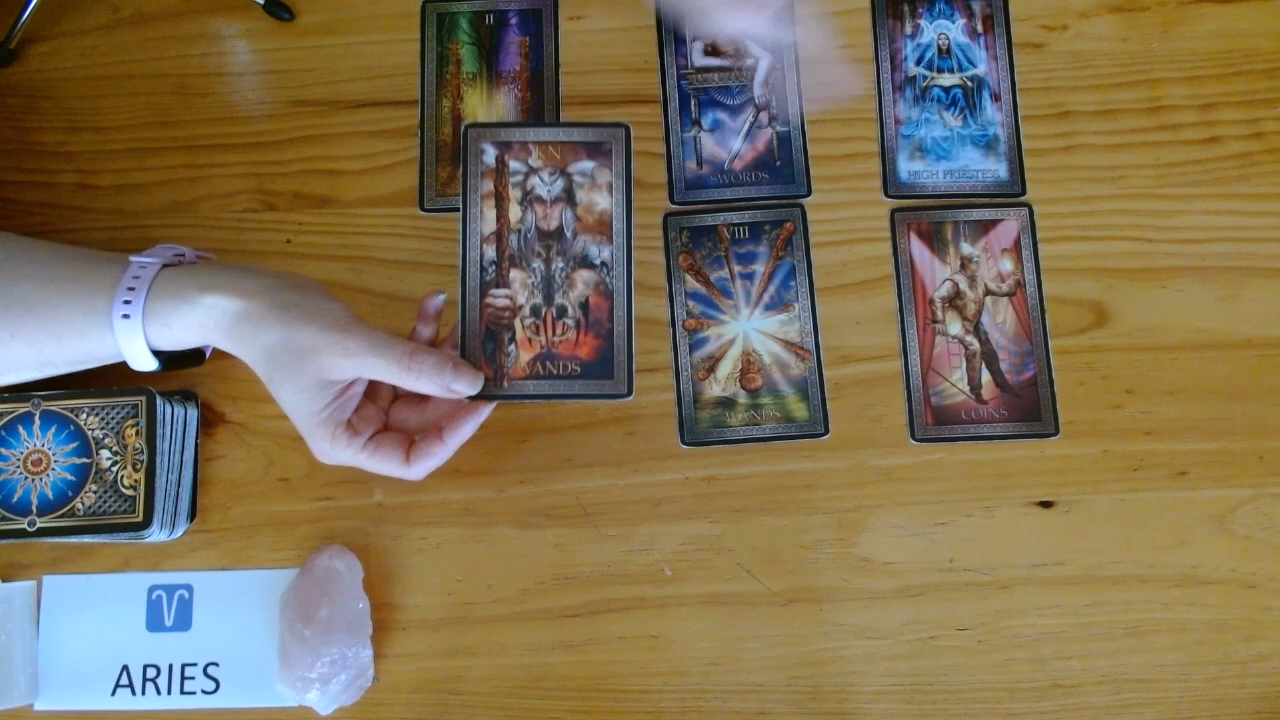 II
SWORDS
HIGH PRIESTESS
KN
WANDS
VIII
WANDS
COINS
ARIES